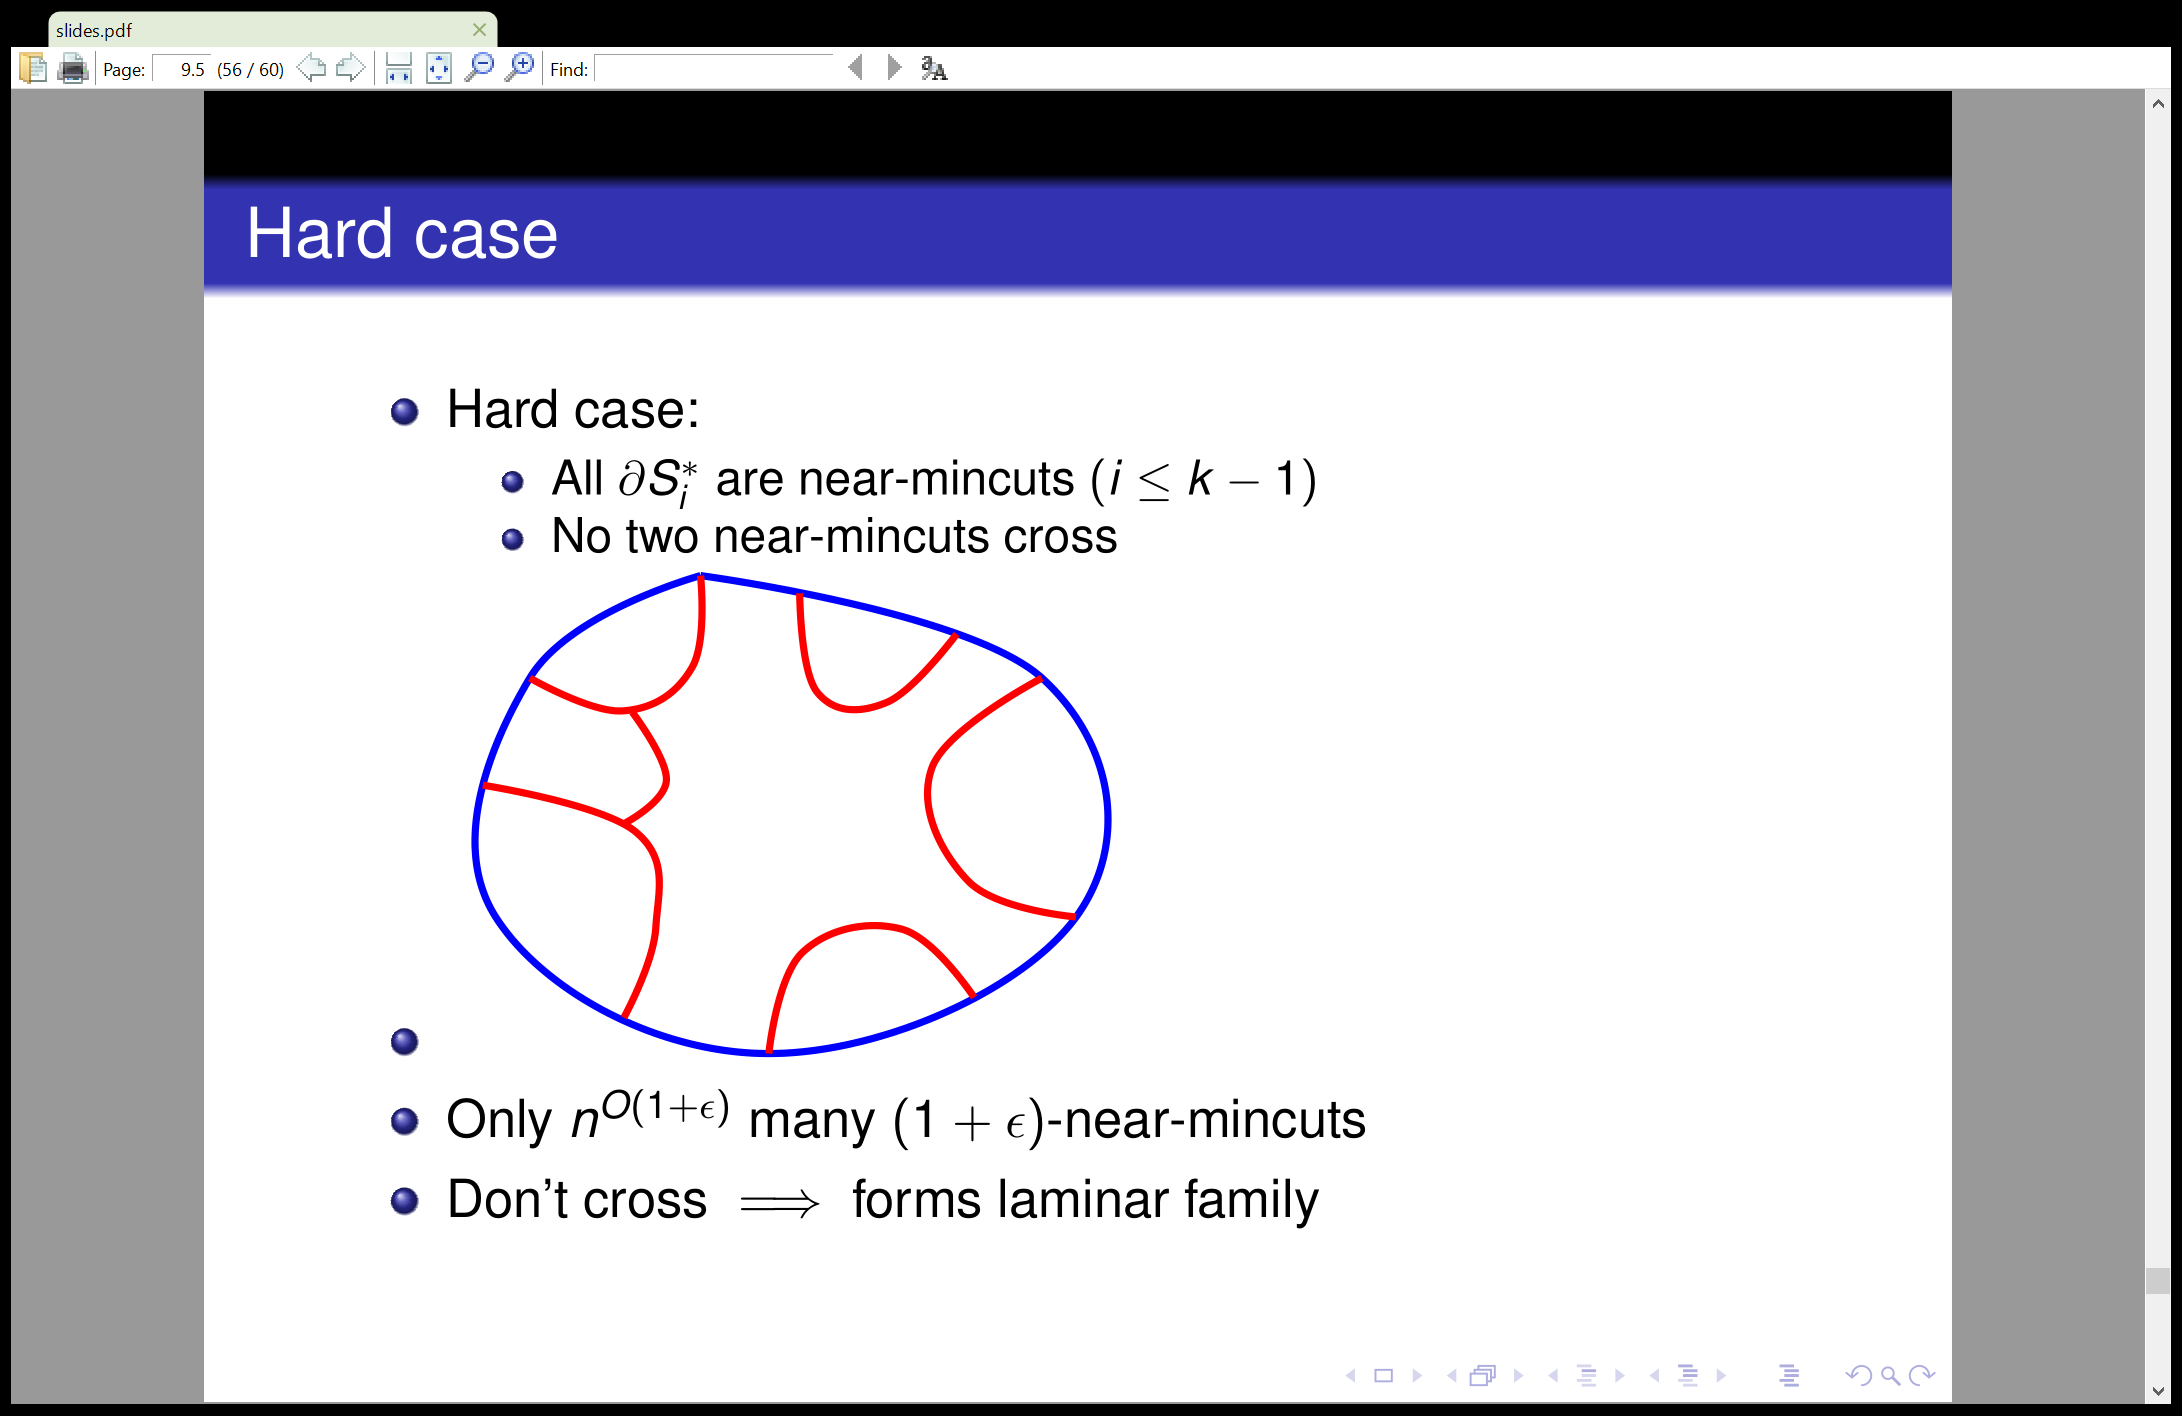 slides.pdf
Page: 9.5 (56 / 60) Find:
Hard case
Hard case:
All ∂S*ᵢ are near-mincuts (i ≤ k − 1)
No two near-mincuts cross
Only n^{O(1+ϵ)} many (1 + ϵ)-near-mincuts
Don't cross ⟹ forms laminar family